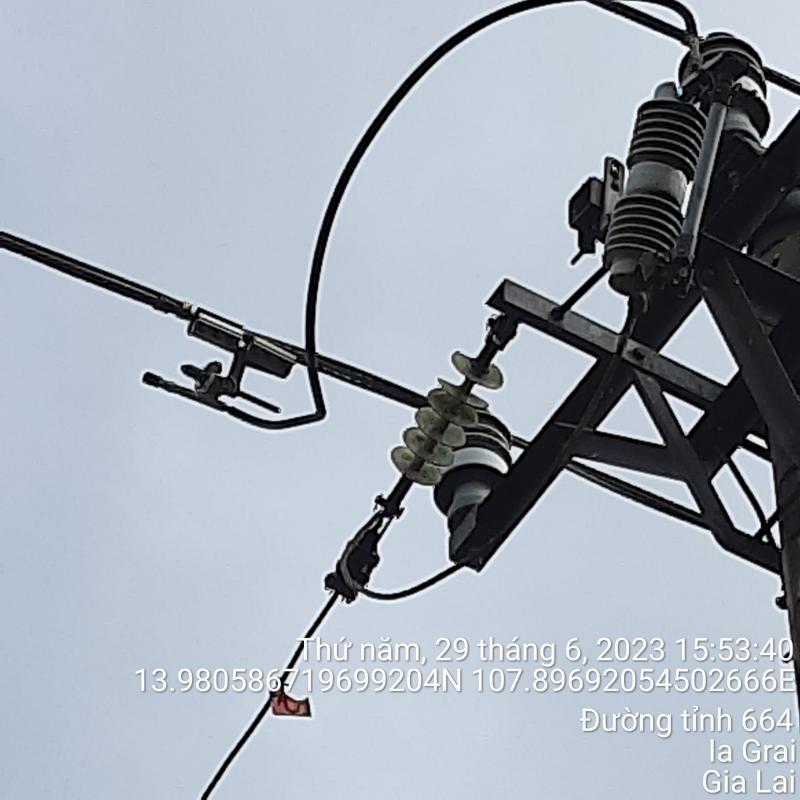 Thứ năm, 29 tháng 6, 2023 15:53:40
13.980586719699204N 107.89692054502666E
Đường tỉnh 664
Ia Grai
Gia Lai